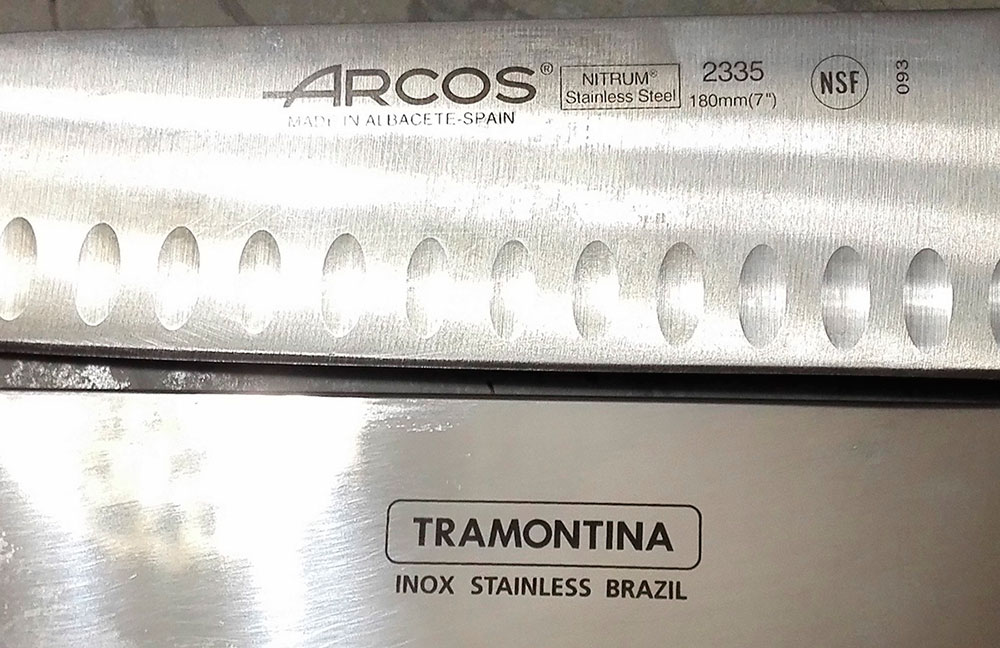 ARCOS®
MADE IN ALBACETE-SPAIN
NITRUM®
Stainless Steel
2335
180mm(7")
NSF
093
TRAMONTINA
INOX STAINLESS BRAZIL